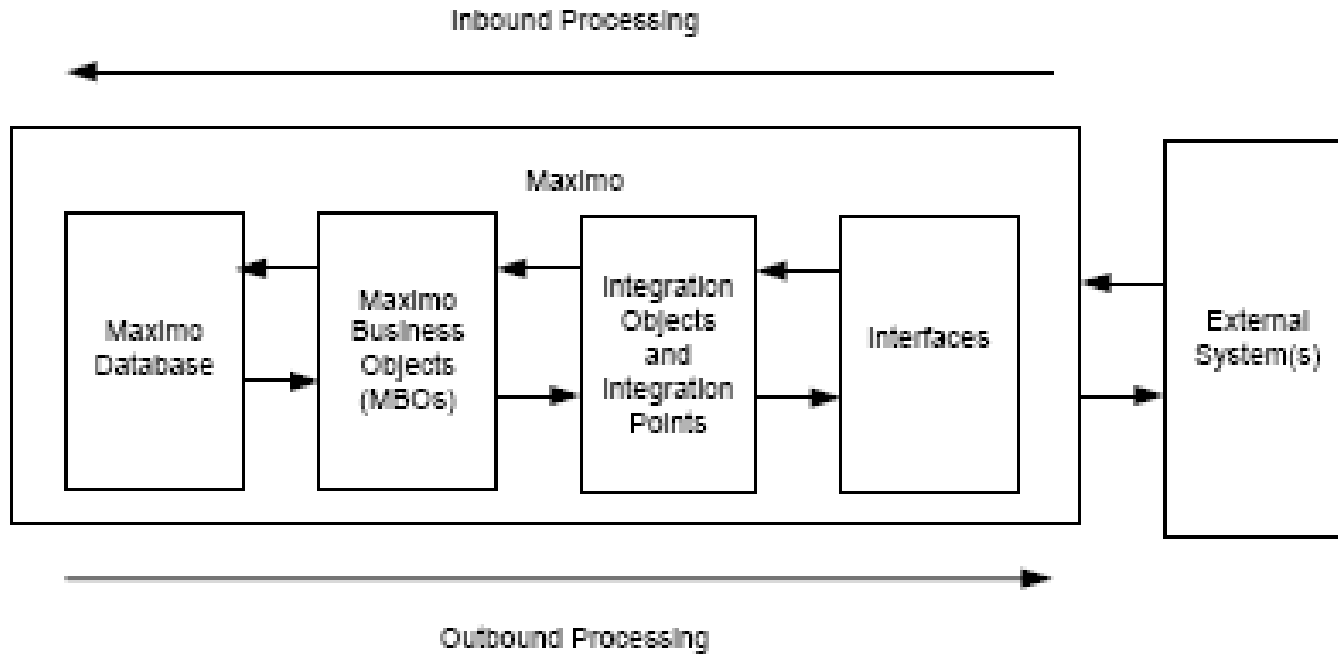 Inbound Processing
Maximo
Maximo
Database
Maximo
Business
Objects
(MBOs)
Integration
Objects
and
Integration
Points
Interfaces
External
System(s)
Outbound Processing